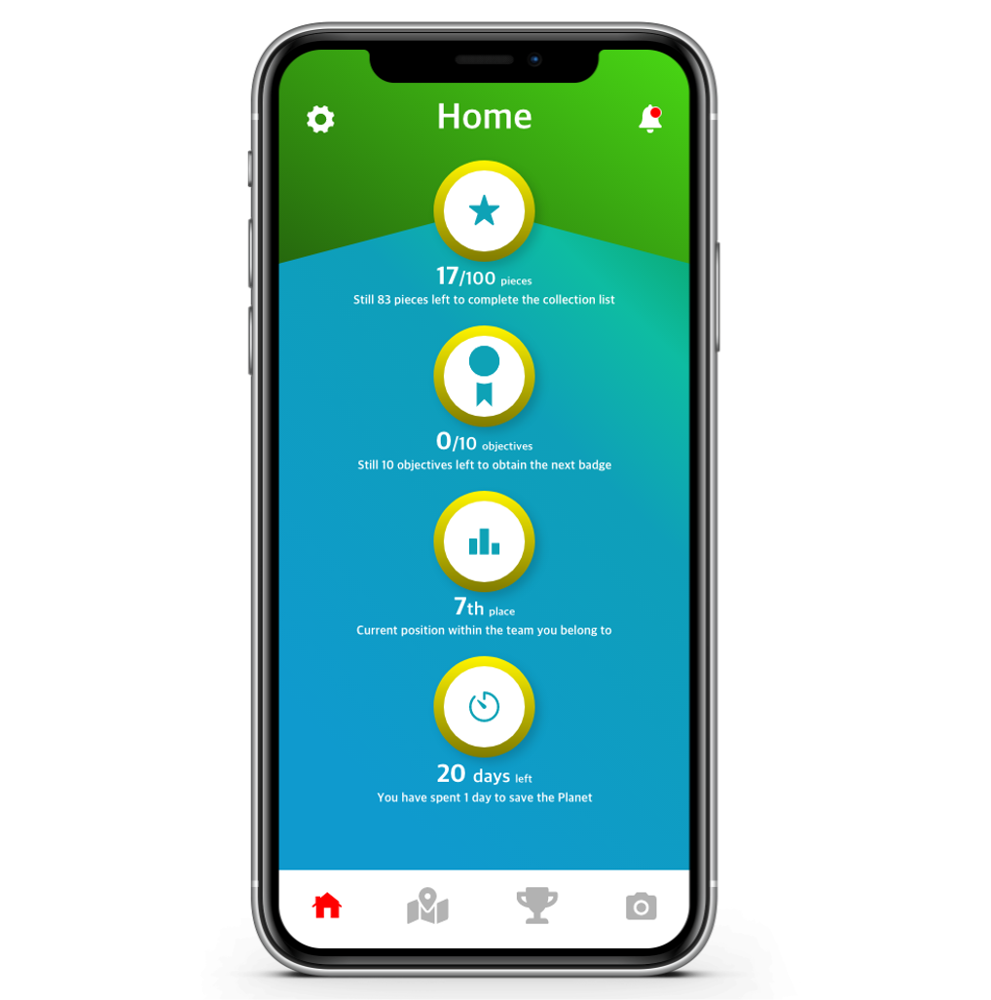 Home
17/100 pieces
Still 83 pieces left to complete the collection list
0/10 objectives
Still 10 objectives left to obtain the next badge
7th place
Current position within the team you belong to
20 days left
You have spent 1 day to save the Planet